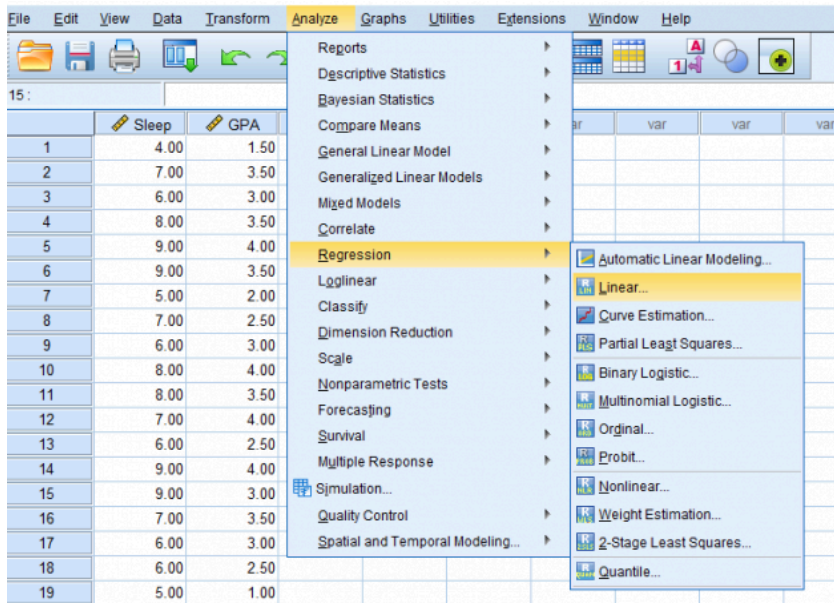 File Edit View Data Transform Analyze Graphs Utilities Extensions Window Help
15 :
Sleep GPA var var var
1 4.00 1.50
2 7.00 3.50
3 6.00 3.00
4 8.00 3.50
5 9.00 4.00
6 9.00 3.50
7 5.00 2.00
8 7.00 2.50
9 6.00 3.00
10 8.00 4.00
11 8.00 3.50
12 7.00 4.00
13 6.00 2.50
14 9.00 4.00
15 9.00 3.00
16 7.00 3.50
17 6.00 3.00
18 6.00 2.50
19 5.00 1.00
Reports
Descriptive Statistics
Bayesian Statistics
Compare Means
General Linear Model
Generalized Linear Models
Mixed Models
Correlate
Regression
Loglinear
Classify
Dimension Reduction
Scale
Nonparametric Tests
Forecasting
Survival
Multiple Response
Simulation...
Quality Control
Spatial and Temporal Modeling...
Automatic Linear Modeling...
Linear...
Curve Estimation...
Partial Least Squares...
Binary Logistic...
Multinomial Logistic...
Ordinal...
Probit...
Nonlinear...
Weight Estimation...
2-Stage Least Squares...
Quantile...